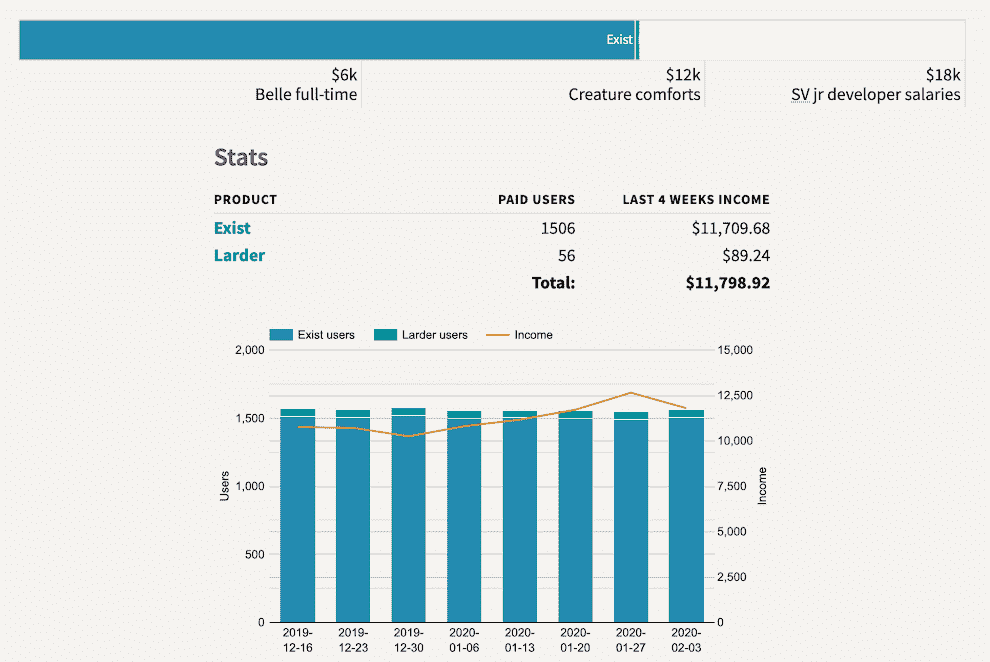 Exist
$6k
Belle full-time
$12k
Creature comforts
$18k
SV jr developer salaries
Stats
PRODUCT PAID USERS LAST 4 WEEKS INCOME
Exist 1506 $11,709.68
Larder 56 $89.24
Total: $11,798.92
Exist users Larder users Income
2,000
1,500
1,000
500
0
Users
15,000
12,500
10,000
7,500
5,000
2,500
0
Income
2019-12-16
2019-12-23
2019-12-30
2020-01-06
2020-01-13
2020-01-20
2020-01-27
2020-02-03